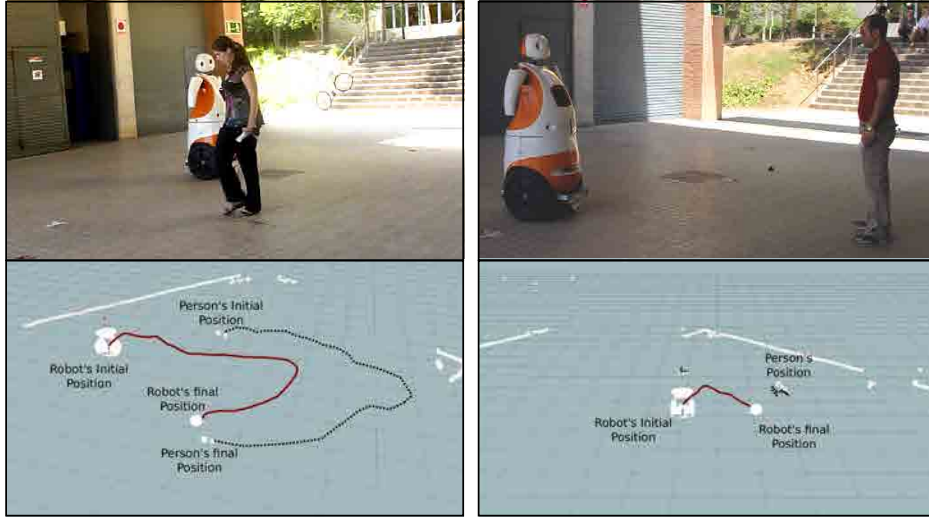 Person's Initial
Position
Robot's Initial
Position
Robot's final
Position
Person's final
Position
Person's
Position
Robot's Initial
Position
Robot's final
Position